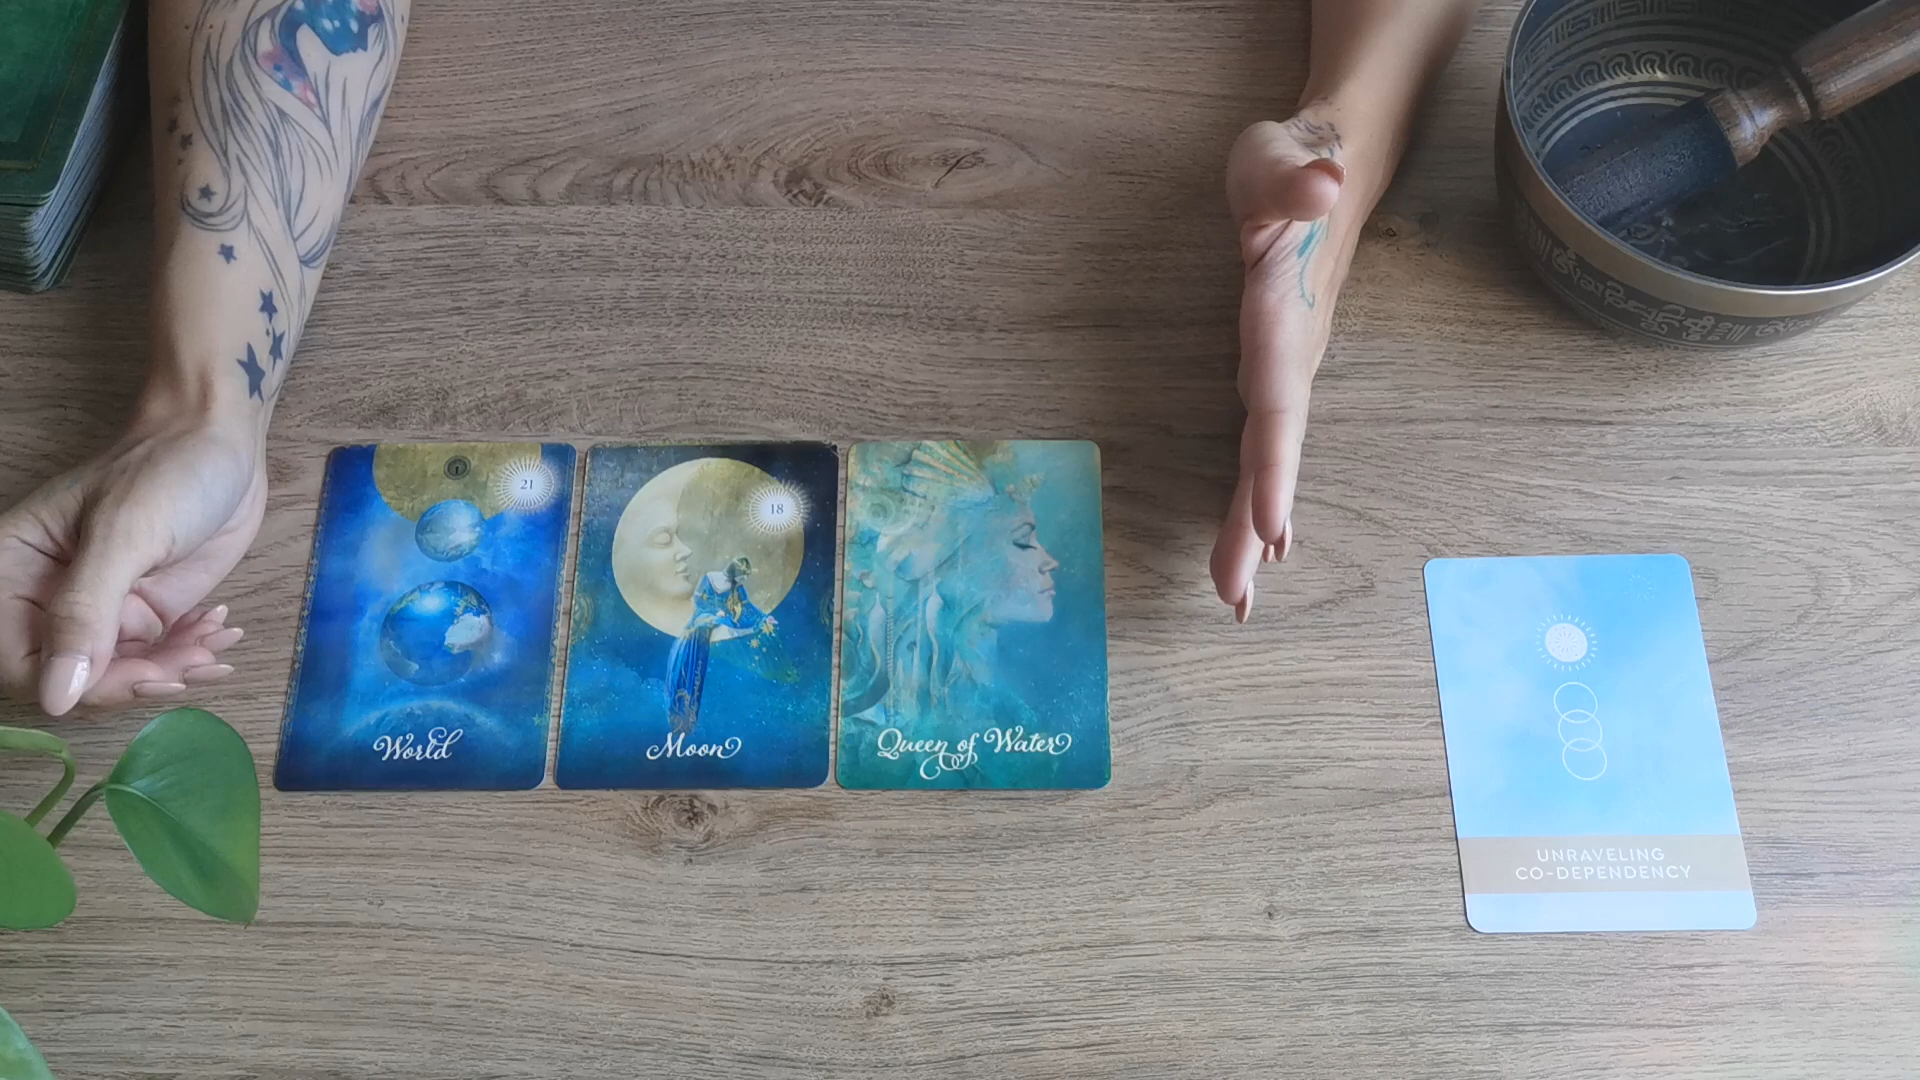 21
World
18
Moon
Queen of Water
UNRAVELING
CO-DEPENDENCY